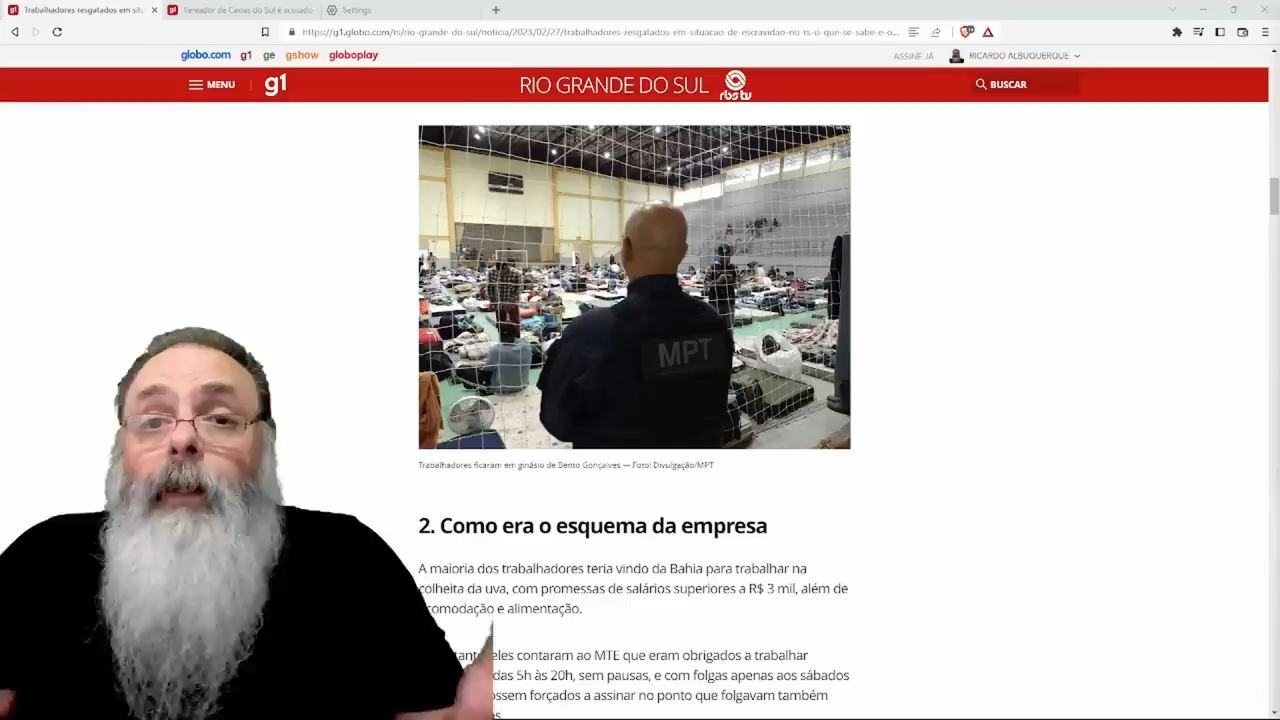 Trabalhadores resgatados em situ
Vereador de Caxias do Sul é acusado
Settings
https://g1.globo.com/rs/rio-grande-do-sul/noticia/2023/02/27/trabalhadores-resgatados-em-situacao-de-escravidao-no-rs-o-que-se-sabe-e-o...
globo.com g1 ge gshow globoplay
ASSINE JÁ
RICARDO ALBUQUERQUE
MENU
g1
RIO GRANDE DO SUL
rbs tv
BUSCAR
MPT
Trabalhadores ficaram em ginásio de Bento Gonçalves — Foto: Divulgação/MPT
2. Como era o esquema da empresa
A maioria dos trabalhadores teria vindo da Bahia para trabalhar na
colheita da uva, com promessas de salários superiores a R$ 3 mil, além de
comodação e alimentação.
eles contaram ao MTE que eram obrigados a trabalhar
das 5h às 20h, sem pausas, e com folgas apenas aos sábados
ossem forçados a assinar no ponto que folgavam também